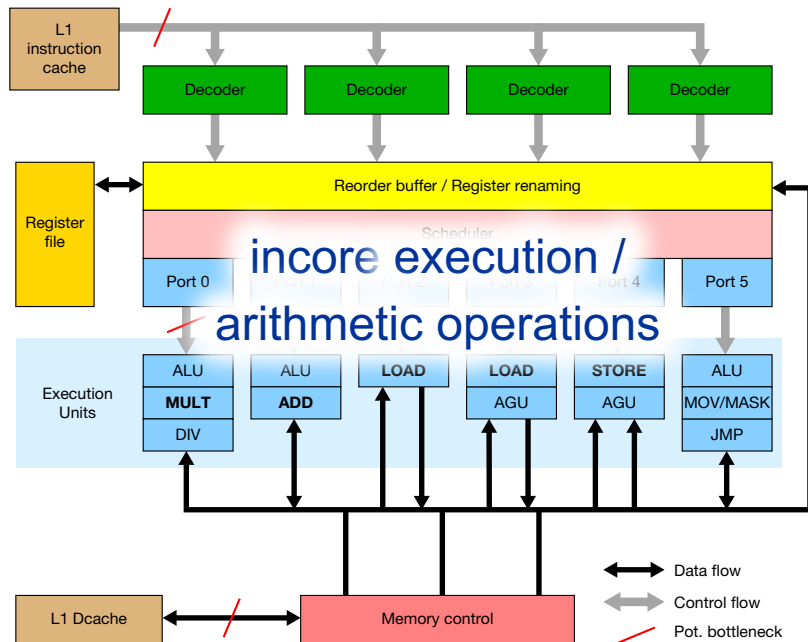 L1
instruction
cache
Decoder Decoder Decoder Decoder
Reorder buffer / Register renaming
Register
file
Scheduler
incore execution /
Port 0 Port 5
arithmetic operations
Execution
Units
ALU ALU LOAD LOAD STORE ALU
MULT ADD AGU AGU MOV/MASK
DIV JMP
L1 Dcache Memory control
Data flow
Control flow
Pot. bottleneck